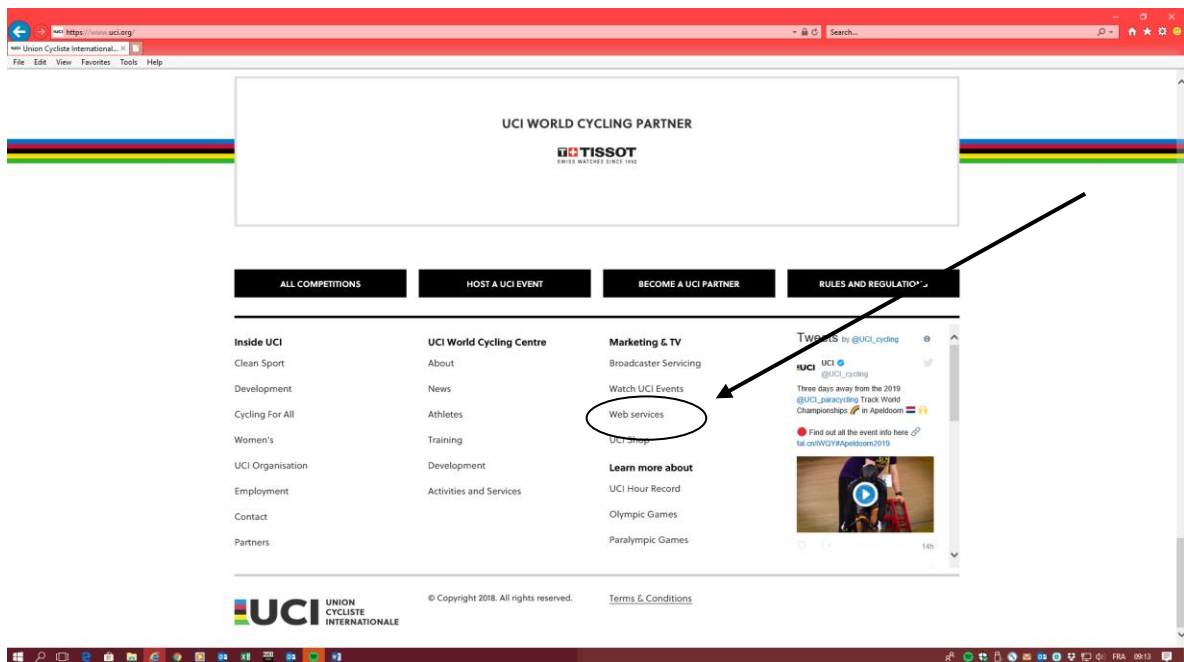 https://www.uci.org/
Search...
Union Cycliste International...
File Edit View Favorites Tools Help
UCI WORLD CYCLING PARTNER
TISSOT
SWISS WATCHES SINCE 1853
ALL COMPETITIONS
HOST A UCI EVENT
BECOME A UCI PARTNER
RULES AND REGULATIONS
Inside UCI
Clean Sport
Development
Cycling For All
Women's
UCI Organisation
Employment
Contact
Partners
UCI World Cycling Centre
About
News
Athletes
Training
Development
Activities and Services
Marketing & TV
Broadcaster Servicing
Watch UCI Events
Web services
UCI Shop
Learn more about
UCI Hour Record
Olympic Games
Paralympic Games
Tweets by @UCI_cycling
UCI
UCI
@UCI_cycling
Three days away from the 2019
@UCI_paracycling Track World
Championships in Apeldoorn
Find out all the event info here
fal.cn/iWQY#Apeldoorn2019
14h
UCI UNION
CYCLISTE
INTERNATIONALE
© Copyright 2018. All rights reserved.
Terms & Conditions
FRA 09:13